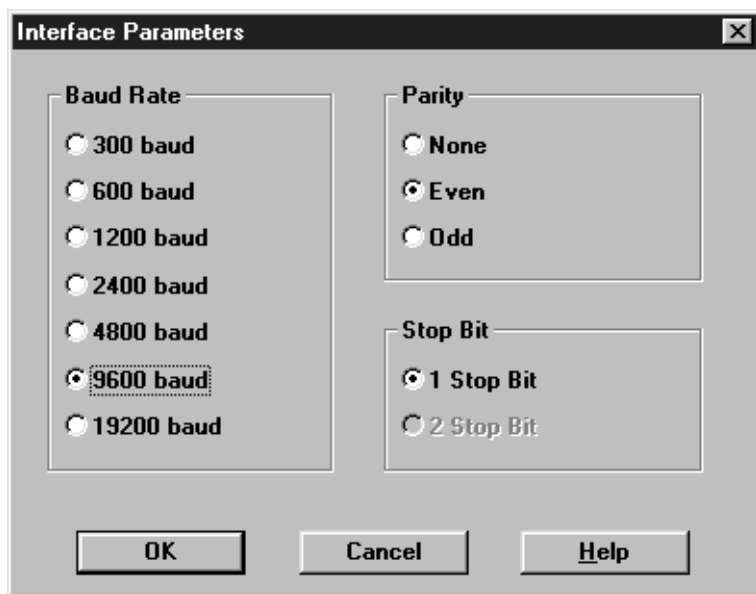 Interface Parameters
Baud Rate
300 baud
600 baud
1200 baud
2400 baud
4800 baud
9600 baud
19200 baud
Parity
None
Even
Odd
Stop Bit
1 Stop Bit
2 Stop Bit
OK
Cancel
Help